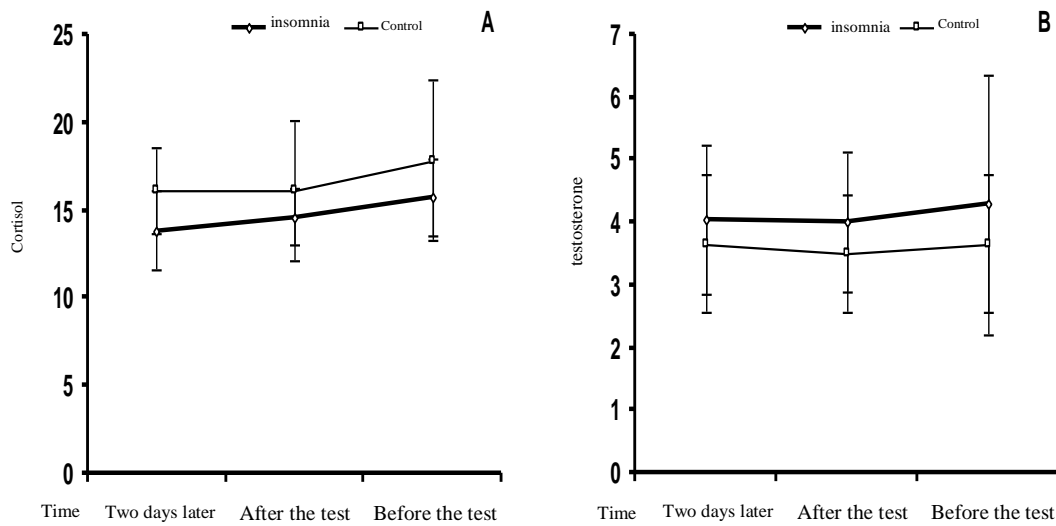 insomnia Control A
25
20
15
10
5
0
Cortisol
Time Two days later After the test Before the test
insomnia Control B
7
6
5
4
3
2
1
0
testosterone
Time Two days later After the test Before the test